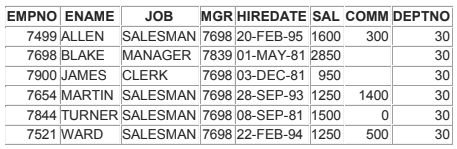 EMPNO ENAME JOB MGR HIREDATE SAL COMM DEPTNO
7499 ALLEN SALESMAN 7698 20-FEB-95 1600 300 30
7698 BLAKE MANAGER 7839 01-MAY-81 2850 30
7900 JAMES CLERK 7698 03-DEC-81 950 30
7654 MARTIN SALESMAN 7698 28-SEP-93 1250 1400 30
7844 TURNER SALESMAN 7698 08-SEP-81 1500 0 30
7521 WARD SALESMAN 7698 22-FEB-94 1250 500 30